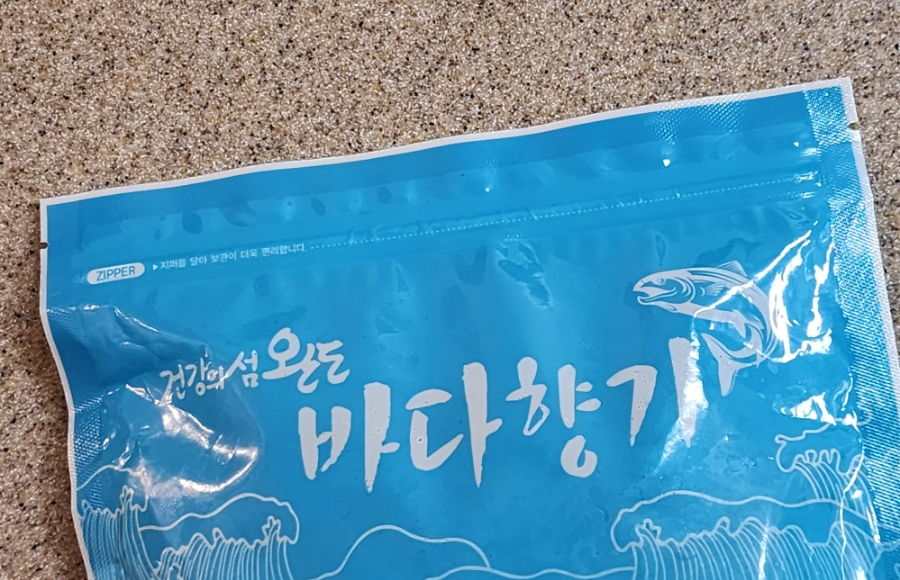 ZIPPER ▶지퍼를 달아 보관이 더욱 편리합니다.
건강의 섬 완도
바다향기